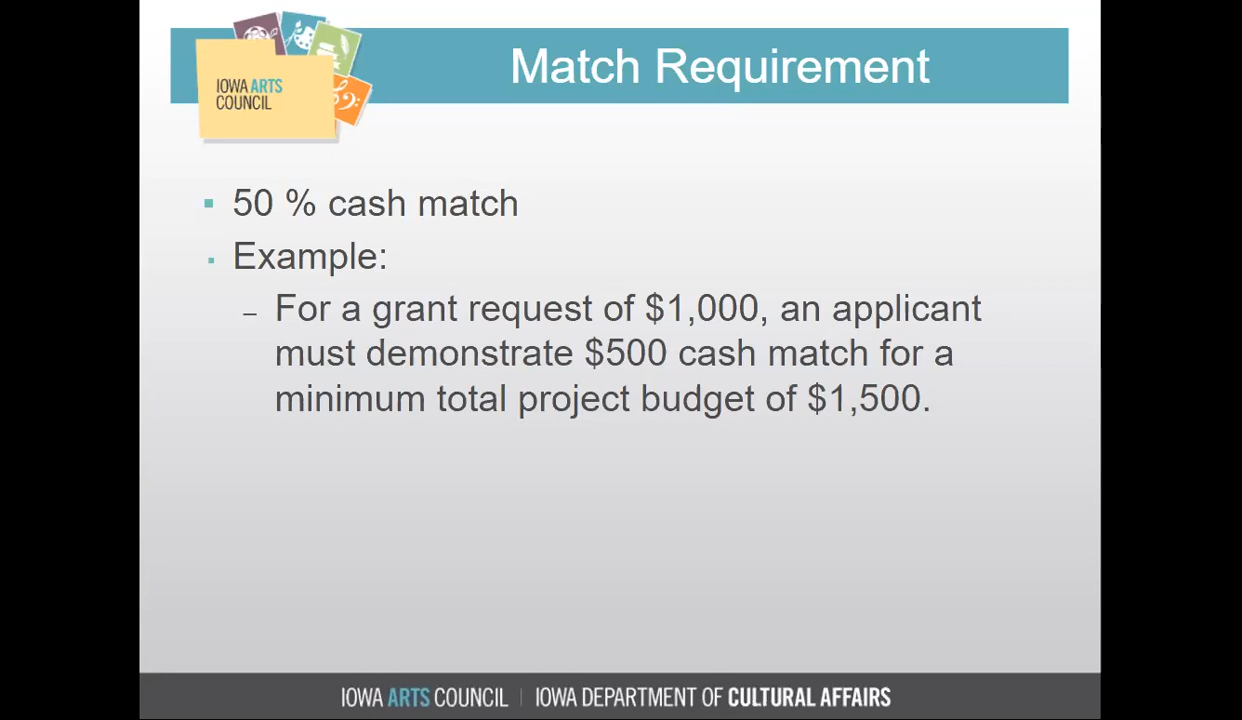 Match Requirement
IOWA ARTS
COUNCIL
50 % cash match
Example:
– For a grant request of $1,000, an applicant
must demonstrate $500 cash match for a
minimum total project budget of $1,500.
IOWA ARTS COUNCIL | IOWA DEPARTMENT OF CULTURAL AFFAIRS